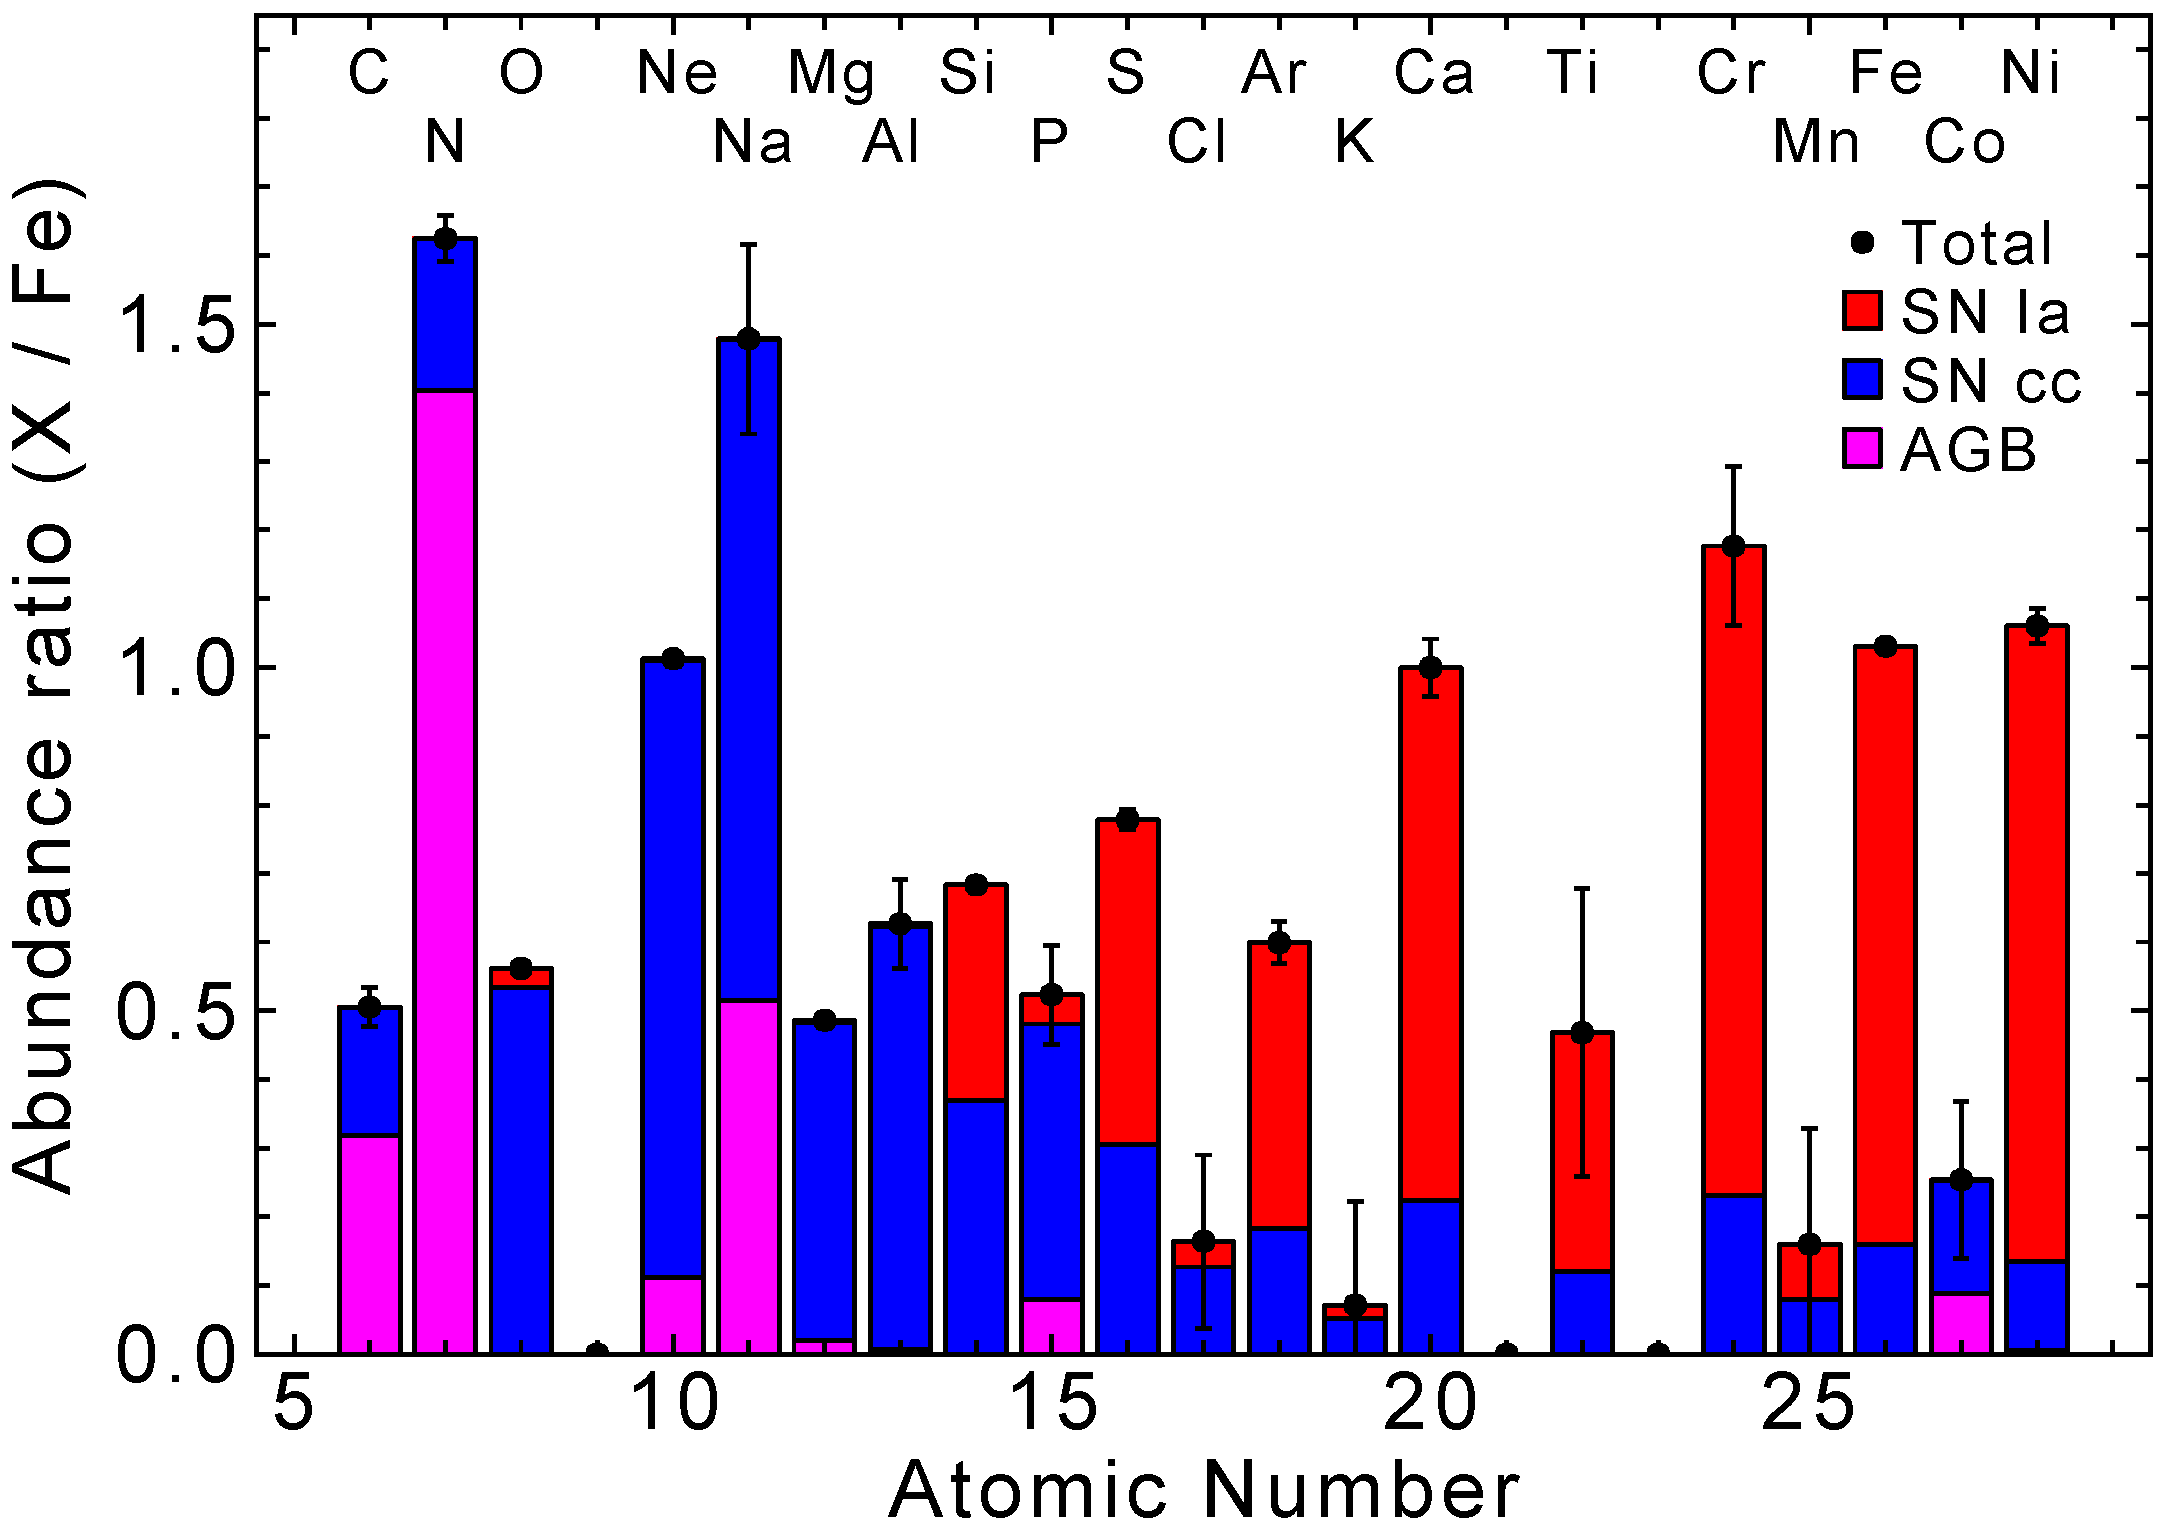 C O Ne Mg Si S Ar Ca Ti Cr Fe Ni
N Na Al P Cl K Mn Co
Total
SN Ia
SN cc
AGB
Abundance ratio (X / Fe)
1.5
1.0
0.5
0.0
5 10 15 20 25
Atomic Number